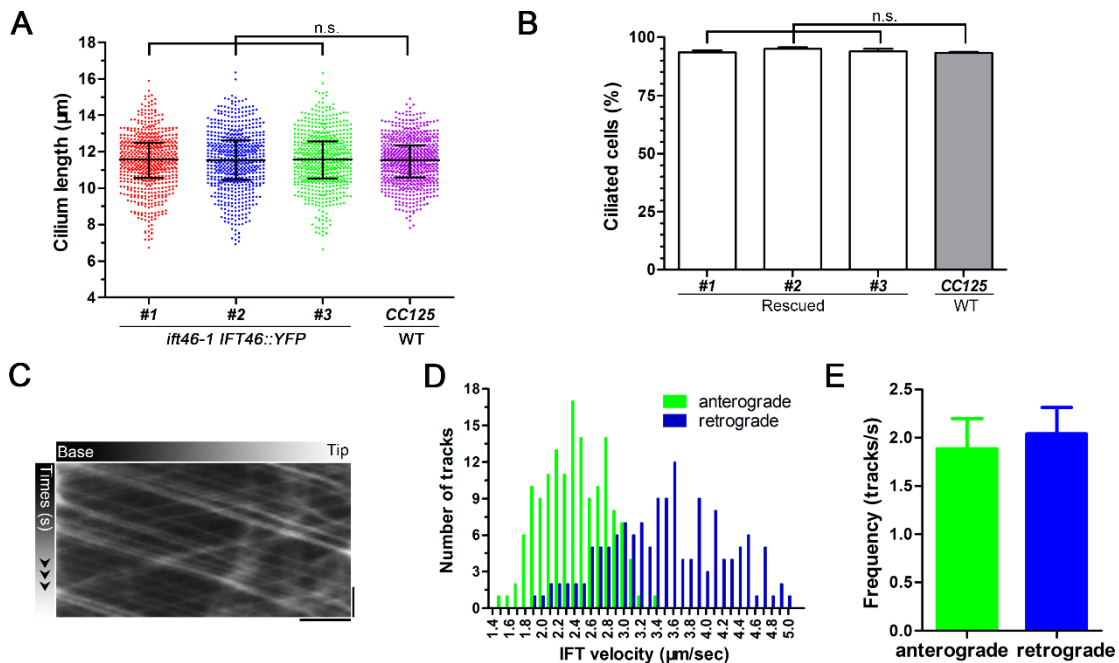 A
n.s.
Cilium length (µm)
18
16
14
12
10
8
6
4
#1 #2 #3 CC125
ift46-1 IFT46::YFP WT
B
n.s.
Ciliated cells (%)
100
75
50
25
0
#1 #2 #3 CC125
Rescued WT
C
Base Tip
Times (s)
D
anterograde
retrograde
Number of tracks
18
15
12
9
6
3
0
1.4 1.6 1.8 2.0 2.2 2.4 2.6 2.8 3.0 3.2 3.4 3.6 3.8 4.0 4.2 4.4 4.6 4.8 5.0
IFT velocity (µm/sec)
E
Frequency (tracks/s)
2.5
2.0
1.5
1.0
0.5
0.0
anterograde retrograde